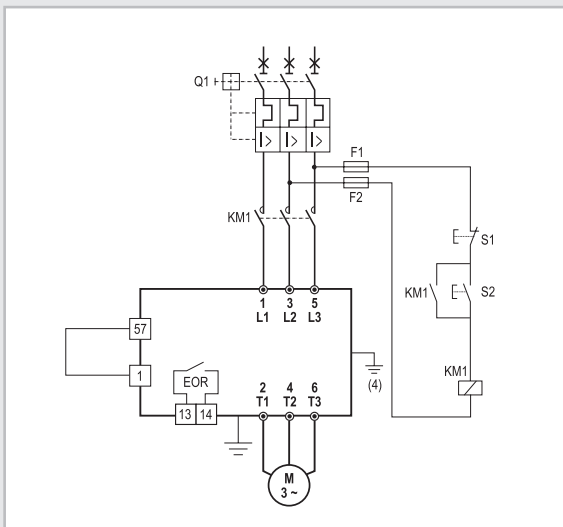 Q1
I>
I>
I>
F1
F2
KM1
S1
KM1
S2
KM1
1 3 5
L1 L2 L3
57
1
EOR
13 14
2 4 6
T1 T2 T3
(4)
M
3 ~